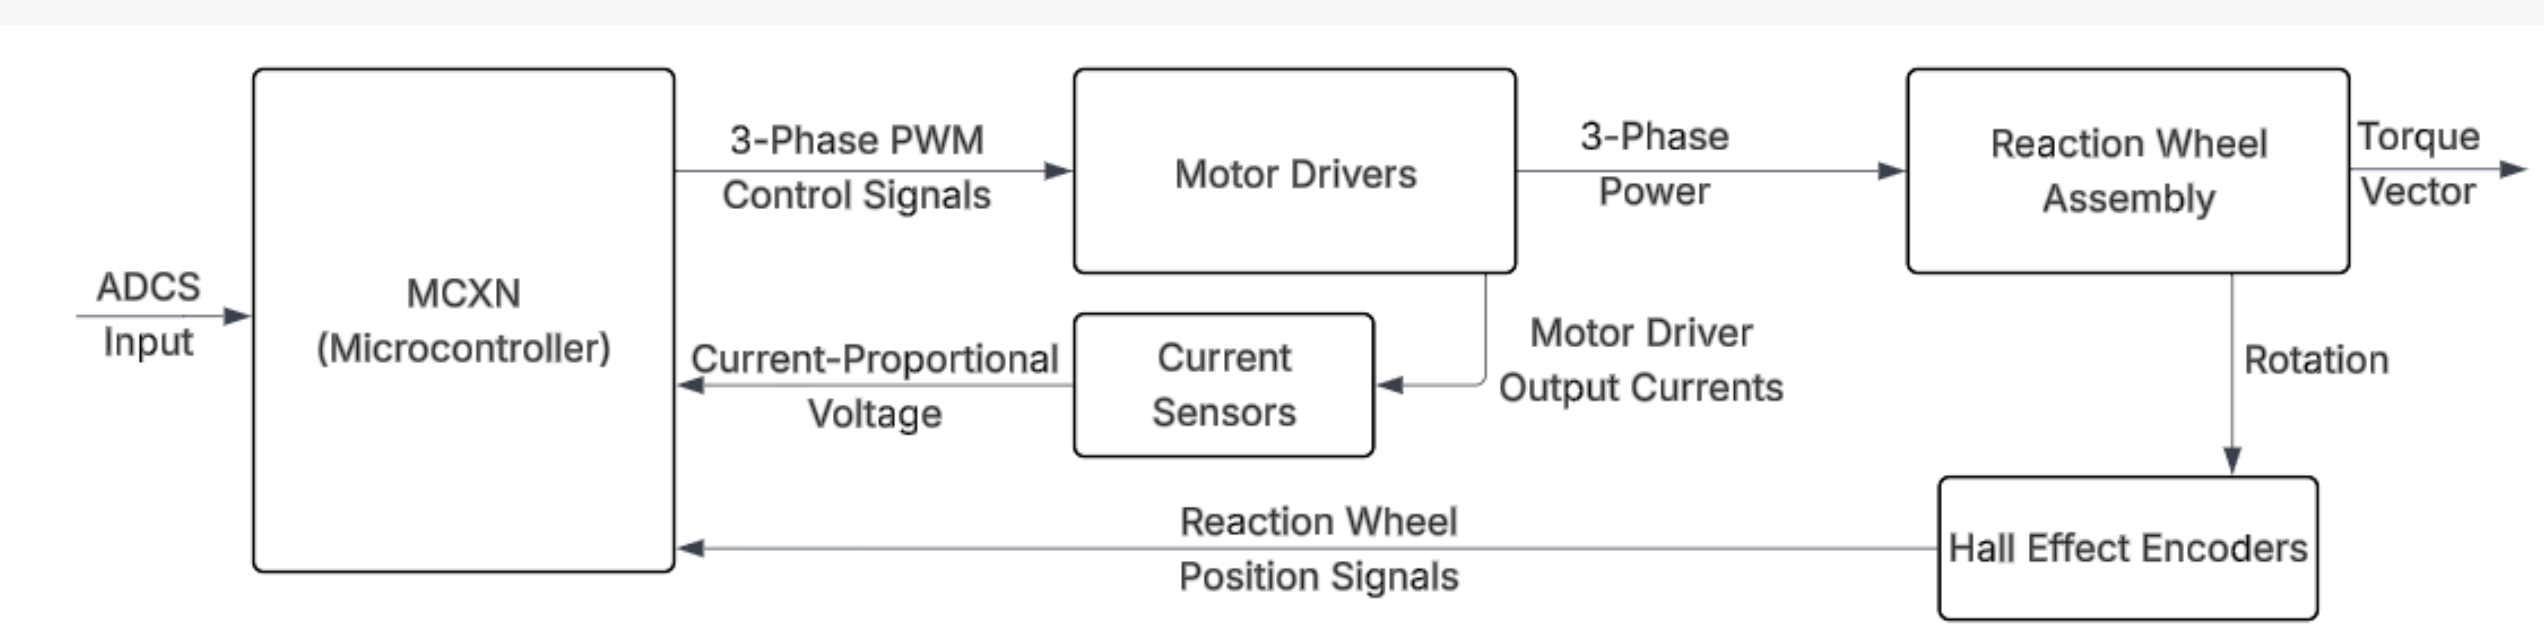 3-Phase PWM
Control Signals
Motor Drivers
3-Phase
Power
Reaction Wheel
Assembly
Torque
Vector
ADCS
Input
MCXN
(Microcontroller)
Current-Proportional
Voltage
Current
Sensors
Motor Driver
Output Currents
Rotation
Reaction Wheel
Position Signals
Hall Effect Encoders